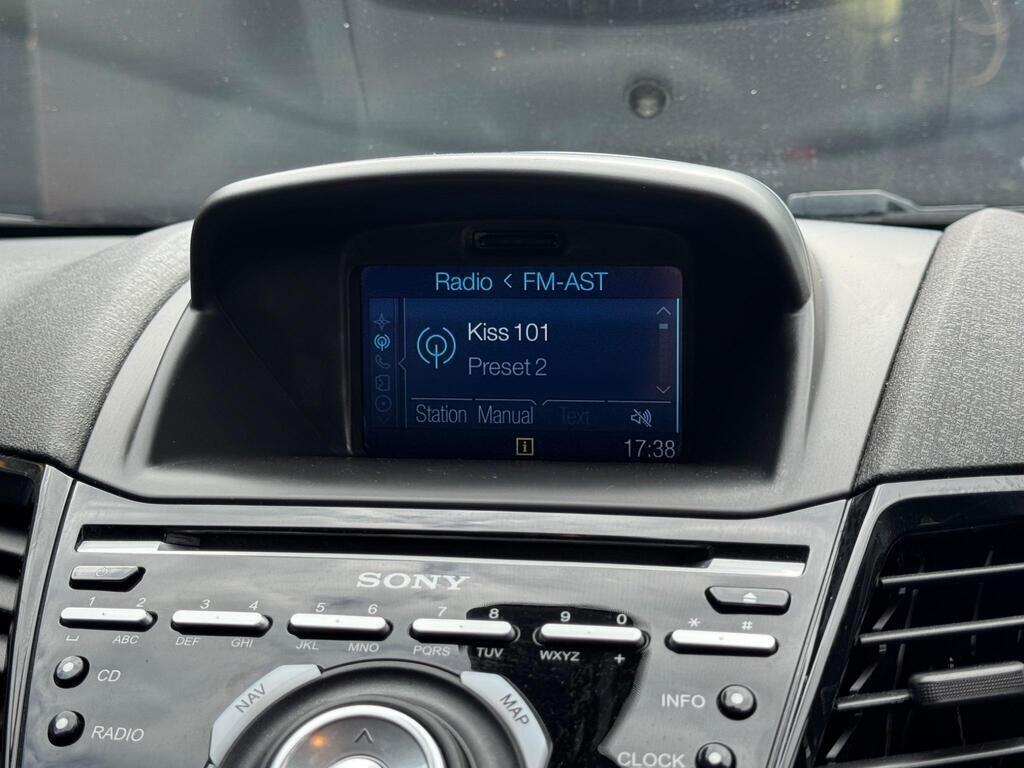 Radio < FM-AST
Kiss 101
Preset 2
Station Manual Text
i
17:38
SONY
1 2 3 4 5 6 7 8 9 0 * #
⌴ ABC DEF GHI JKL MNO PQRS TUV WXYZ +
CD
NAV
MAP
INFO
RADIO
CLOCK